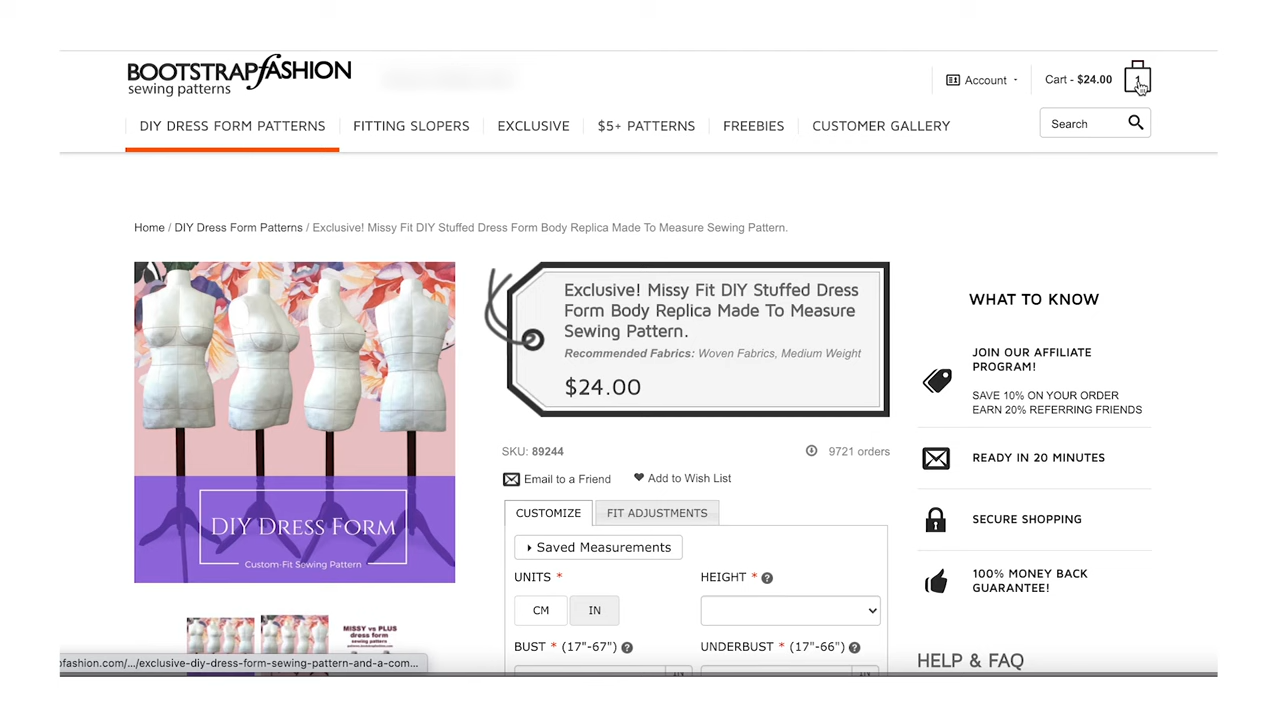 BOOTSTRAPfASHION
sewing patterns
Account
Cart - $24.00
1
DIY DRESS FORM PATTERNS
FITTING SLOPERS
EXCLUSIVE
$5+ PATTERNS
FREEBIES
CUSTOMER GALLERY
Search
Home / DIY Dress Form Patterns / Exclusive! Missy Fit DIY Stuffed Dress Form Body Replica Made To Measure Sewing Pattern.
Exclusive! Missy Fit DIY Stuffed Dress
Form Body Replica Made To Measure
Sewing Pattern.
Recommended Fabrics: Woven Fabrics, Medium Weight
$24.00
SKU: 89244
9721 orders
Email to a Friend
Add to Wish List
CUSTOMIZE
FIT ADJUSTMENTS
Saved Measurements
UNITS *
HEIGHT * ?
CM
IN
BUST * (17"-67") ?
UNDERBUST * (17"-66") ?
IN
DIY DRESS FORM
Custom-Fit Sewing Pattern
MISSY vs PLUS
dress form
sewing pattern
ofashion.com/.../exclusive-diy-dress-form-sewing-pattern-and-a-com...
WHAT TO KNOW
JOIN OUR AFFILIATE
PROGRAM!
SAVE 10% ON YOUR ORDER
EARN 20% REFERRING FRIENDS
READY IN 20 MINUTES
SECURE SHOPPING
100% MONEY BACK
GUARANTEE!
HELP & FAQ